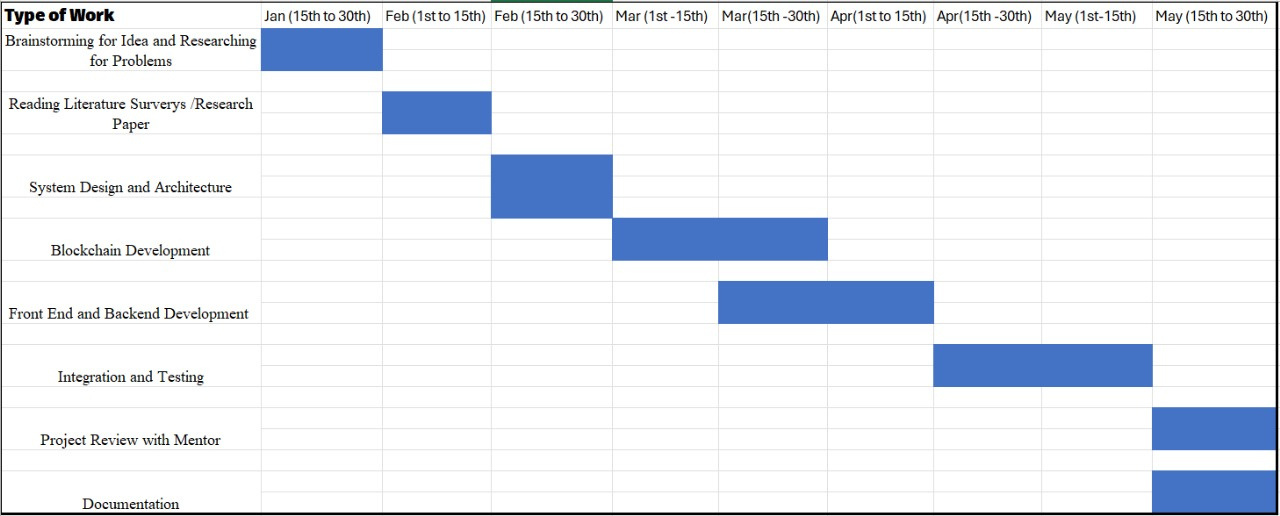 Type of Work Jan (15th to 30th) Feb (1st to 15th) Feb (15th to 30th) Mar (1st -15th) Mar(15th -30th) Apr(1st to 15th) Apr(15th -30th) May (1st-15th) May (15th to 30th)
Brainstorming for Idea and Researching
for Problems
Reading Literature Surverys /Research
Paper
System Design and Architecture
Blockchain Development
Front End and Backend Development
Integration and Testing
Project Review with Mentor
Documentation